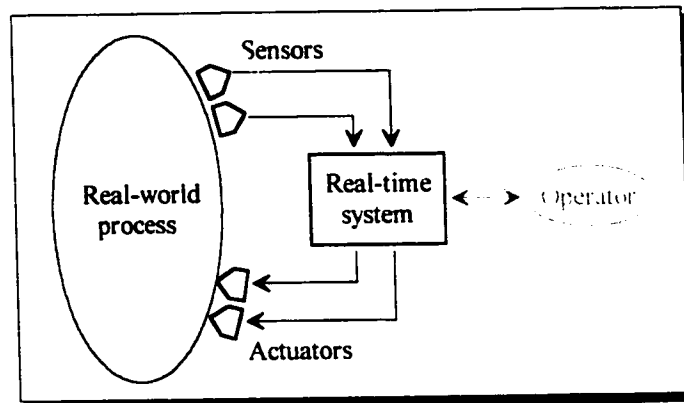 Sensors
Real-world
process
Real-time
system
Operator
Actuators